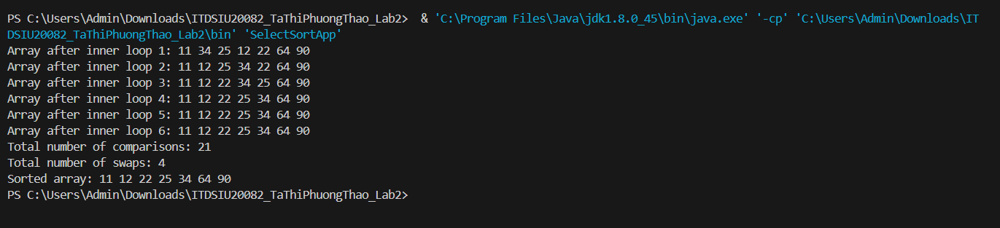 PS C:\Users\Admin\Downloads\ITDSIU20082_TaThiPhuongThao_Lab2>  & 'C:\Program Files\Java\jdk1.8.0_45\bin\java.exe' '-cp' 'C:\Users\Admin\Downloads\IT
DSIU20082_TaThiPhuongThao_Lab2\bin' 'SelectSortApp'
Array after inner loop 1: 11 34 25 12 22 64 90
Array after inner loop 2: 11 12 25 34 22 64 90
Array after inner loop 3: 11 12 22 34 25 64 90
Array after inner loop 4: 11 12 22 25 34 64 90
Array after inner loop 5: 11 12 22 25 34 64 90
Array after inner loop 6: 11 12 22 25 34 64 90
Total number of comparisons: 21
Total number of swaps: 4
Sorted array: 11 12 22 25 34 64 90
PS C:\Users\Admin\Downloads\ITDSIU20082_TaThiPhuongThao_Lab2>